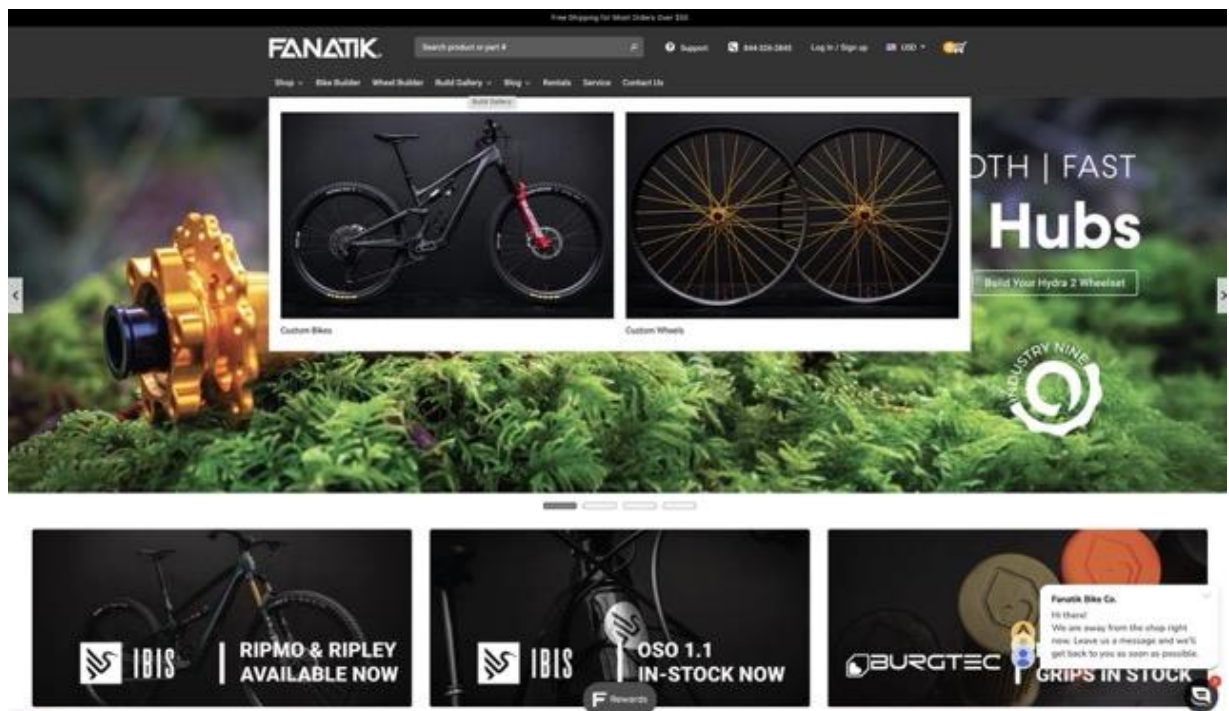 Free Shipping for Most Orders Over $50
FANATIK
Search product or part #
Support
844-326-2845
Log In / Sign up
USD
Shop
Bike Builder
Wheel Builder
Build Gallery
Blog
Rentals
Service
Contact Us
Build Gallery
Custom Bikes
Custom Wheels
OTH | FAST
Hubs
Build Your Hydra 2 Wheelset
INDUSTRY NINE
IBIS
RIPMO & RIPLEY
AVAILABLE NOW
IBIS
OSO 1.1
IN-STOCK NOW
BURGTEC
GRIPS IN STOCK
Fanatik Bike Co.
Hi there!
We are away from the shop right
now. Leave us a message and we'll
get back to you as soon as possible.
F Rewards